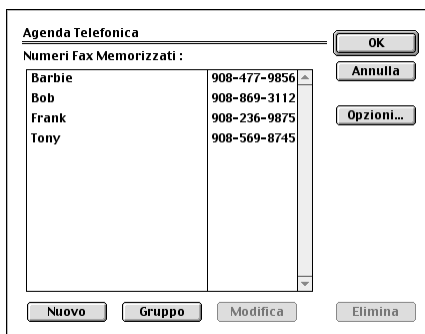 Agenda Telefonica
OK
Numeri Fax Memorizzati :
Annulla
Barbie 908-477-9856
Bob 908-869-3112
Frank 908-236-9875
Tony 908-569-8745
Opzioni...
Nuovo Gruppo Modifica Elimina